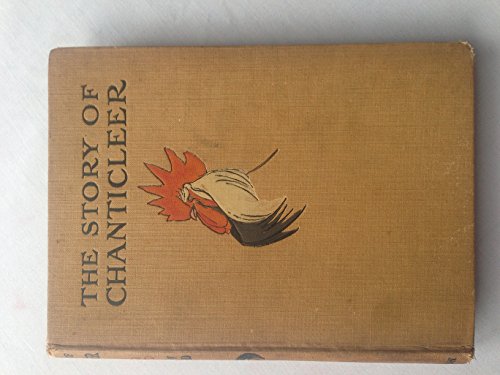 THE STORY OF
CHANTICLEER